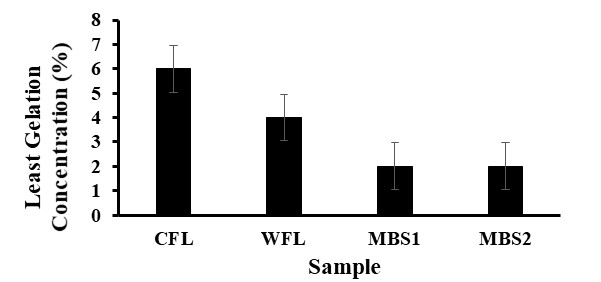 Least Gelation
Concentration (%)
8
7
6
5
4
3
2
1
0
CFL WFL MBS1 MBS2
Sample